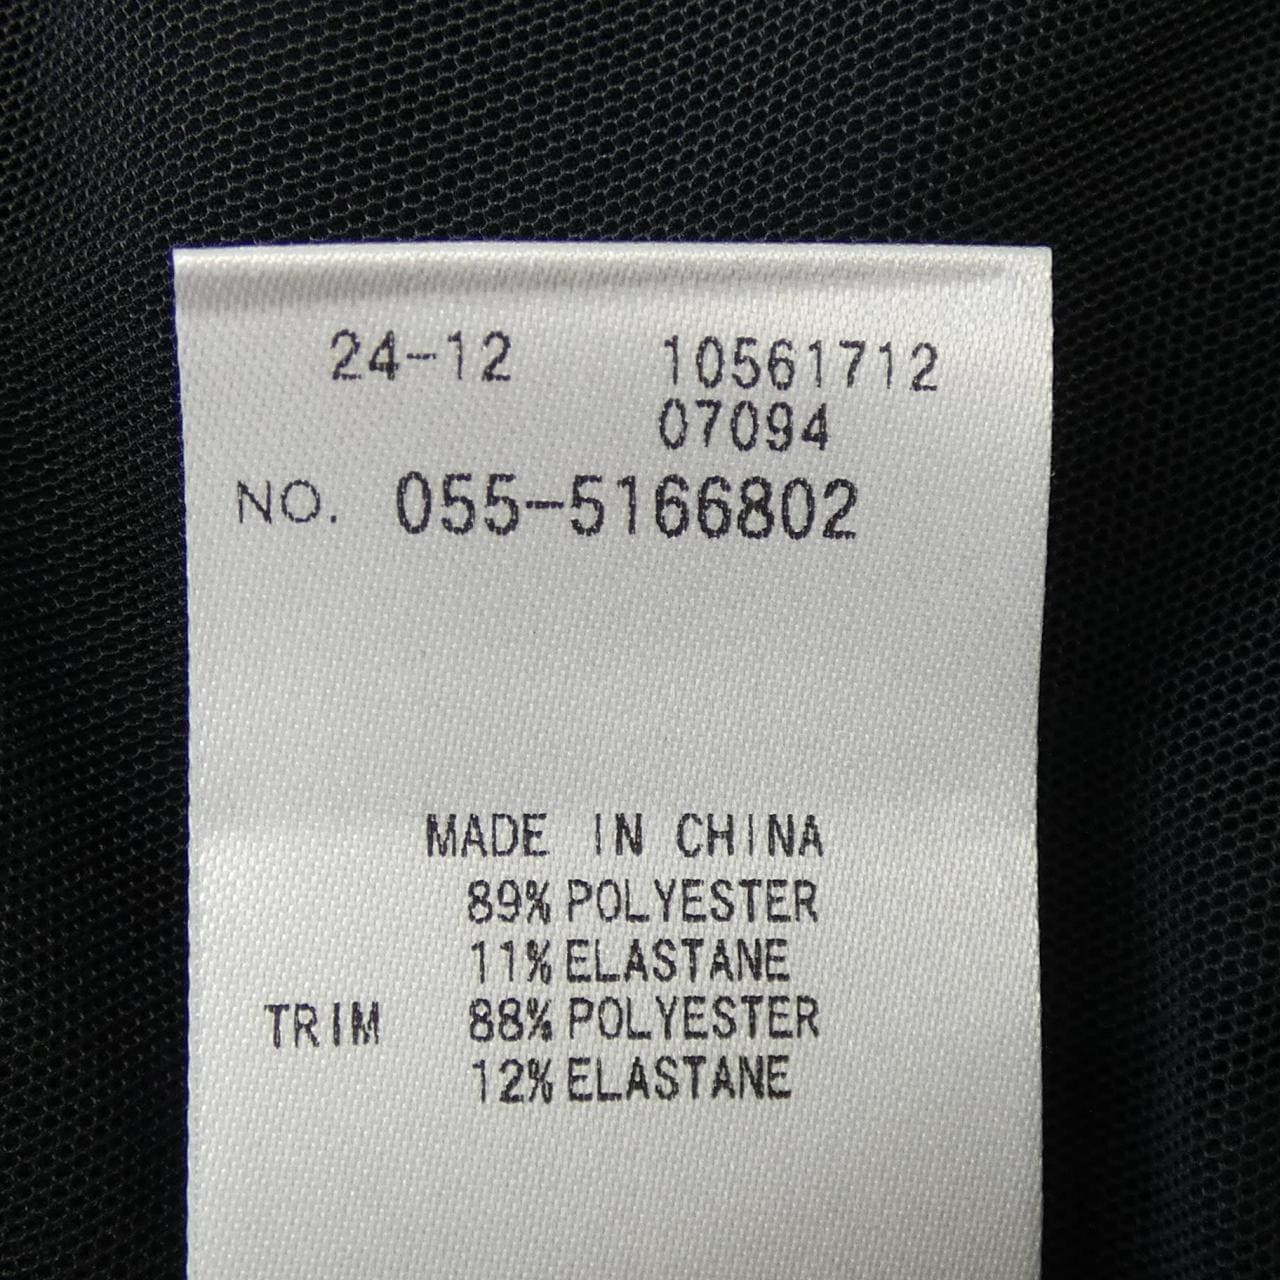 24-12 10561712
07094
NO. 055-5166802
MADE IN CHINA
89% POLYESTER
11% ELASTANE
TRIM 88% POLYESTER
12% ELASTANE